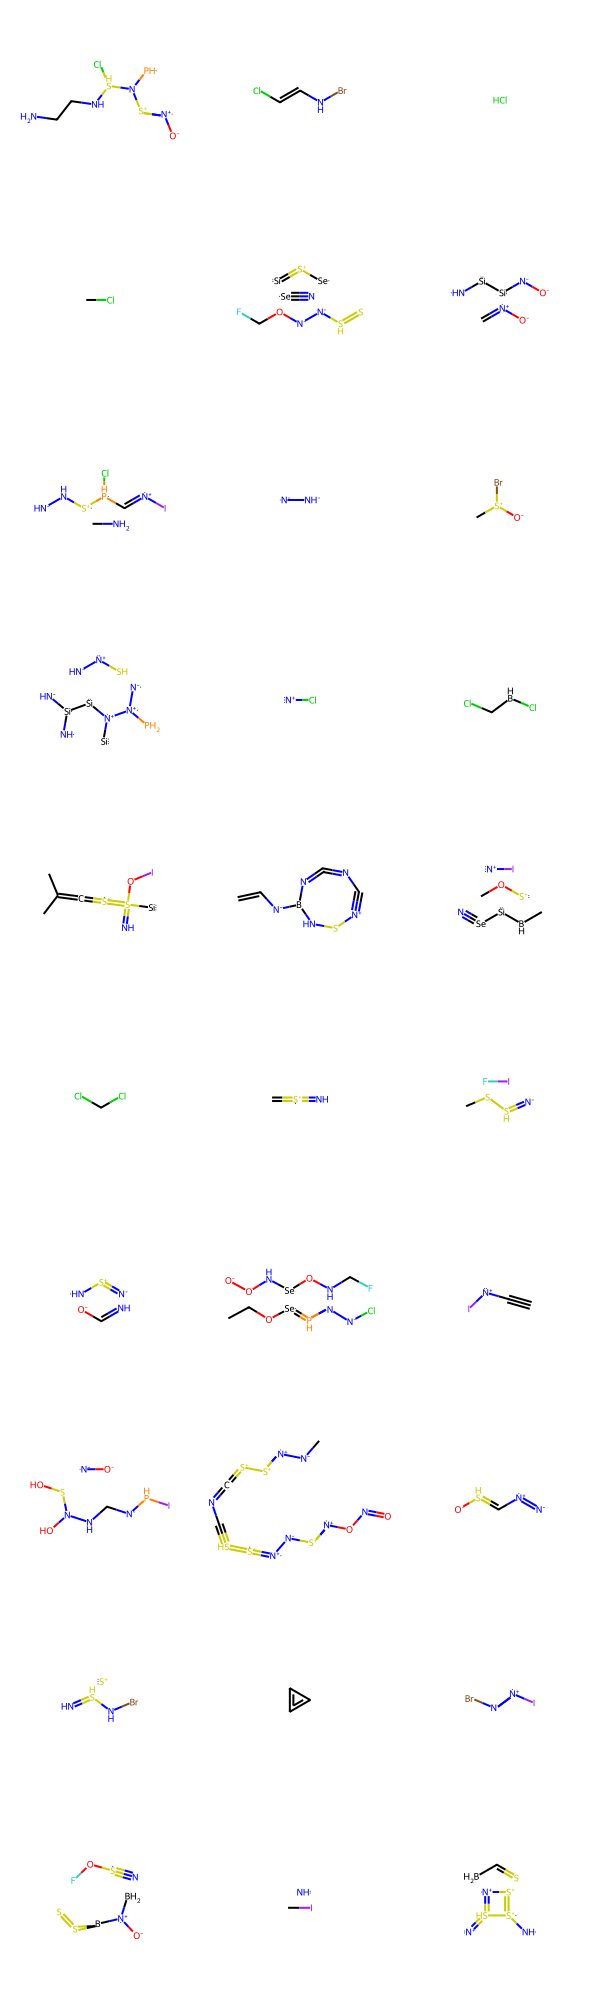 Cl H S N PH· NH H₂N S· N⁺· O⁻
Cl N H Br
HCl
Cl
·Si S⁺ Se·
·Se N
F O N N⁺ S H S
·HN Si Si N⁻ O⁻
N⁺ O⁻
HN H N S P H Cl N⁺ I
NH₂
N⁺ NH⁻
Br S⁺ O⁻
HN N⁺ SH
HN⁻ Si Si NH· N⁺ N⁺· N⁻· PH₂ Si:
:N⁺ Cl
Cl H B Cl
I O C S S Si: NH
N⁻ B N N N⁺ S HN
:N⁺ I
O S:
N Se Si B H
Cl Cl
S NH
F I
S S H N⁻
·HN S N⁻
O⁻ NH
O⁻ O H N Se O N H F
O Se P H N N Cl
I N⁺
·N⁺ O⁻
HO S N HO N H N H P I
N C S⁺ S⁺ N⁺ N⁻
HS S N⁺· N⁻ S N⁺ O N O
O H S N⁺ N⁻
:S⁺
HN H S N H Br
Br N N⁺ I
F O S N
S S B BH₂ N⁺ O⁻
NH:
I
H₂B S
N⁺ S⁺ HS S ·N NH·